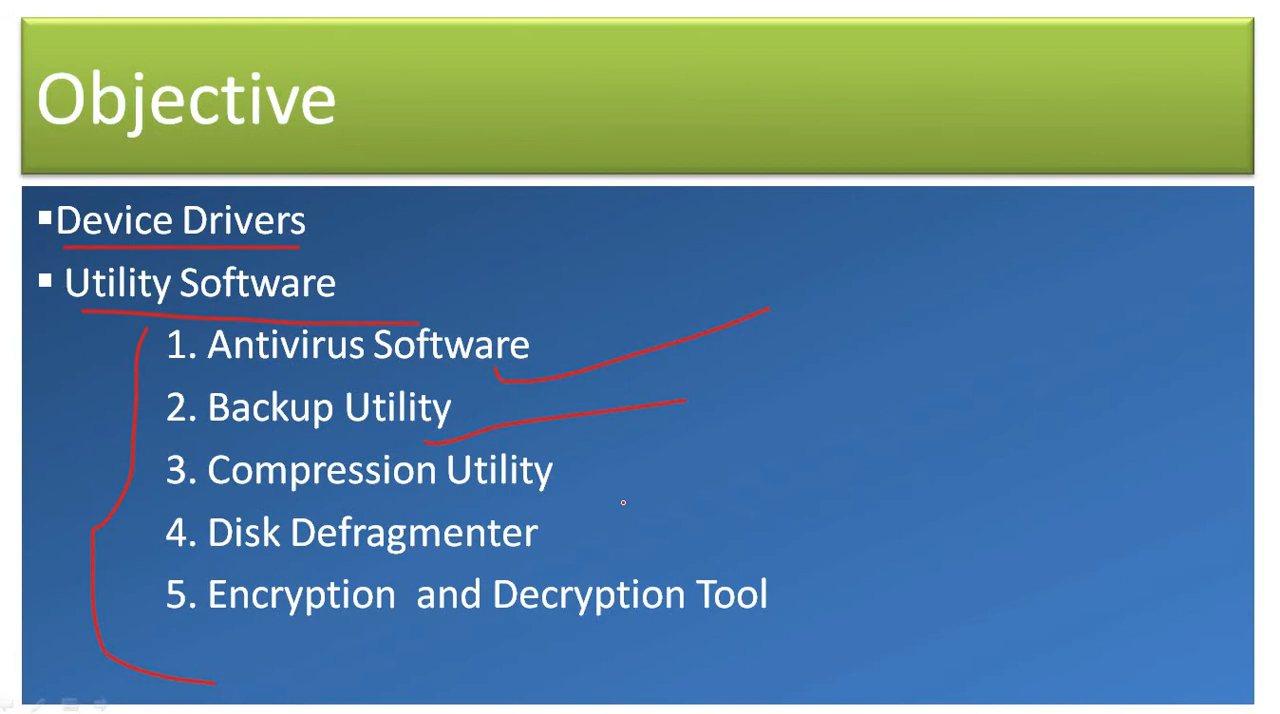 Objective
▪Device Drivers
▪ Utility Software
1. Antivirus Software
2. Backup Utility
3. Compression Utility
4. Disk Defragmenter
5. Encryption  and Decryption Tool